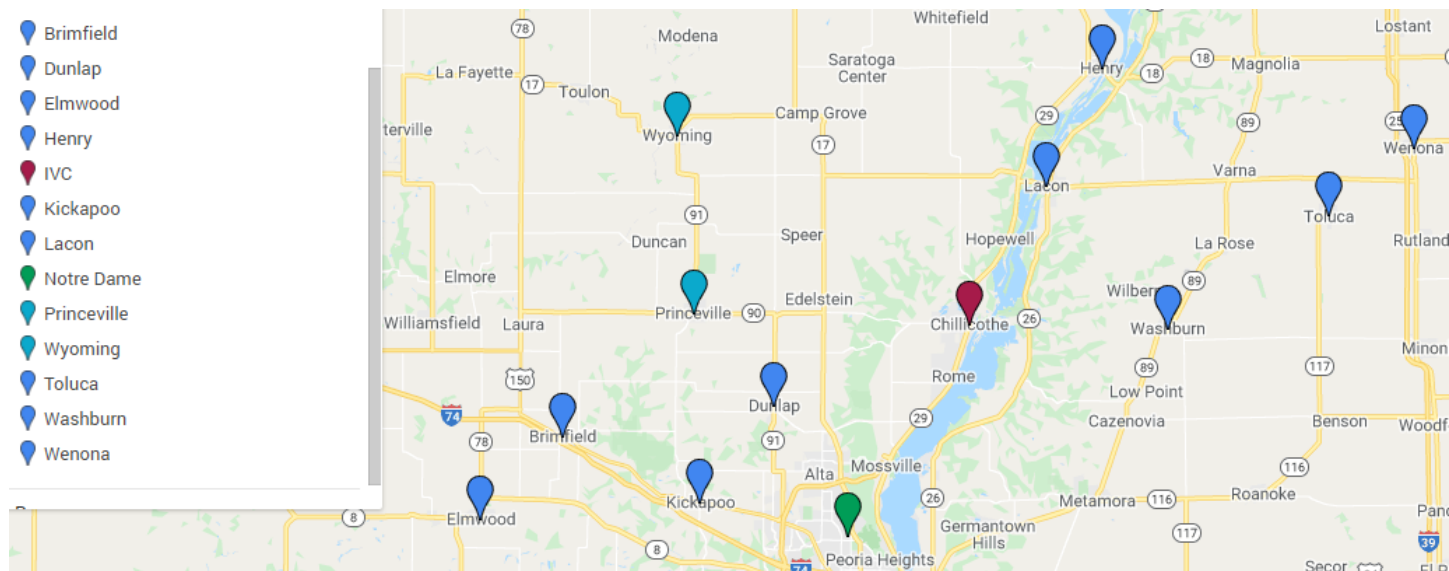 Brimfield
Dunlap
Elmwood
Henry
IVC
Kickapoo
Lacon
Notre Dame
Princeville
Wyoming
Toluca
Washburn
Wenona
78
Modena
Whitefield
Lostant
La Fayette
17
Toulon
Saratoga
Center
Henry
18
18
Magnolia
Wyoming
Camp Grove
29
89
17
Wenona
Lacon
Varna
Toluca
91
Duncan
Speer
Hopewell
La Rose
Rutland
Elmore
89
Williamsfield
Laura
Princeville
90
Edelstein
Chillicothe
26
Washburn
150
Dunlap
Rome
89
117
Low Point
74
78
Brimfield
91
29
Cazenovia
Benson
Alta
Mossville
116
Kickapoo
26
Metamora
116
Roanoke
8
Elmwood
8
Germantown
Hills
117
39
Peoria Heights
74
Secor